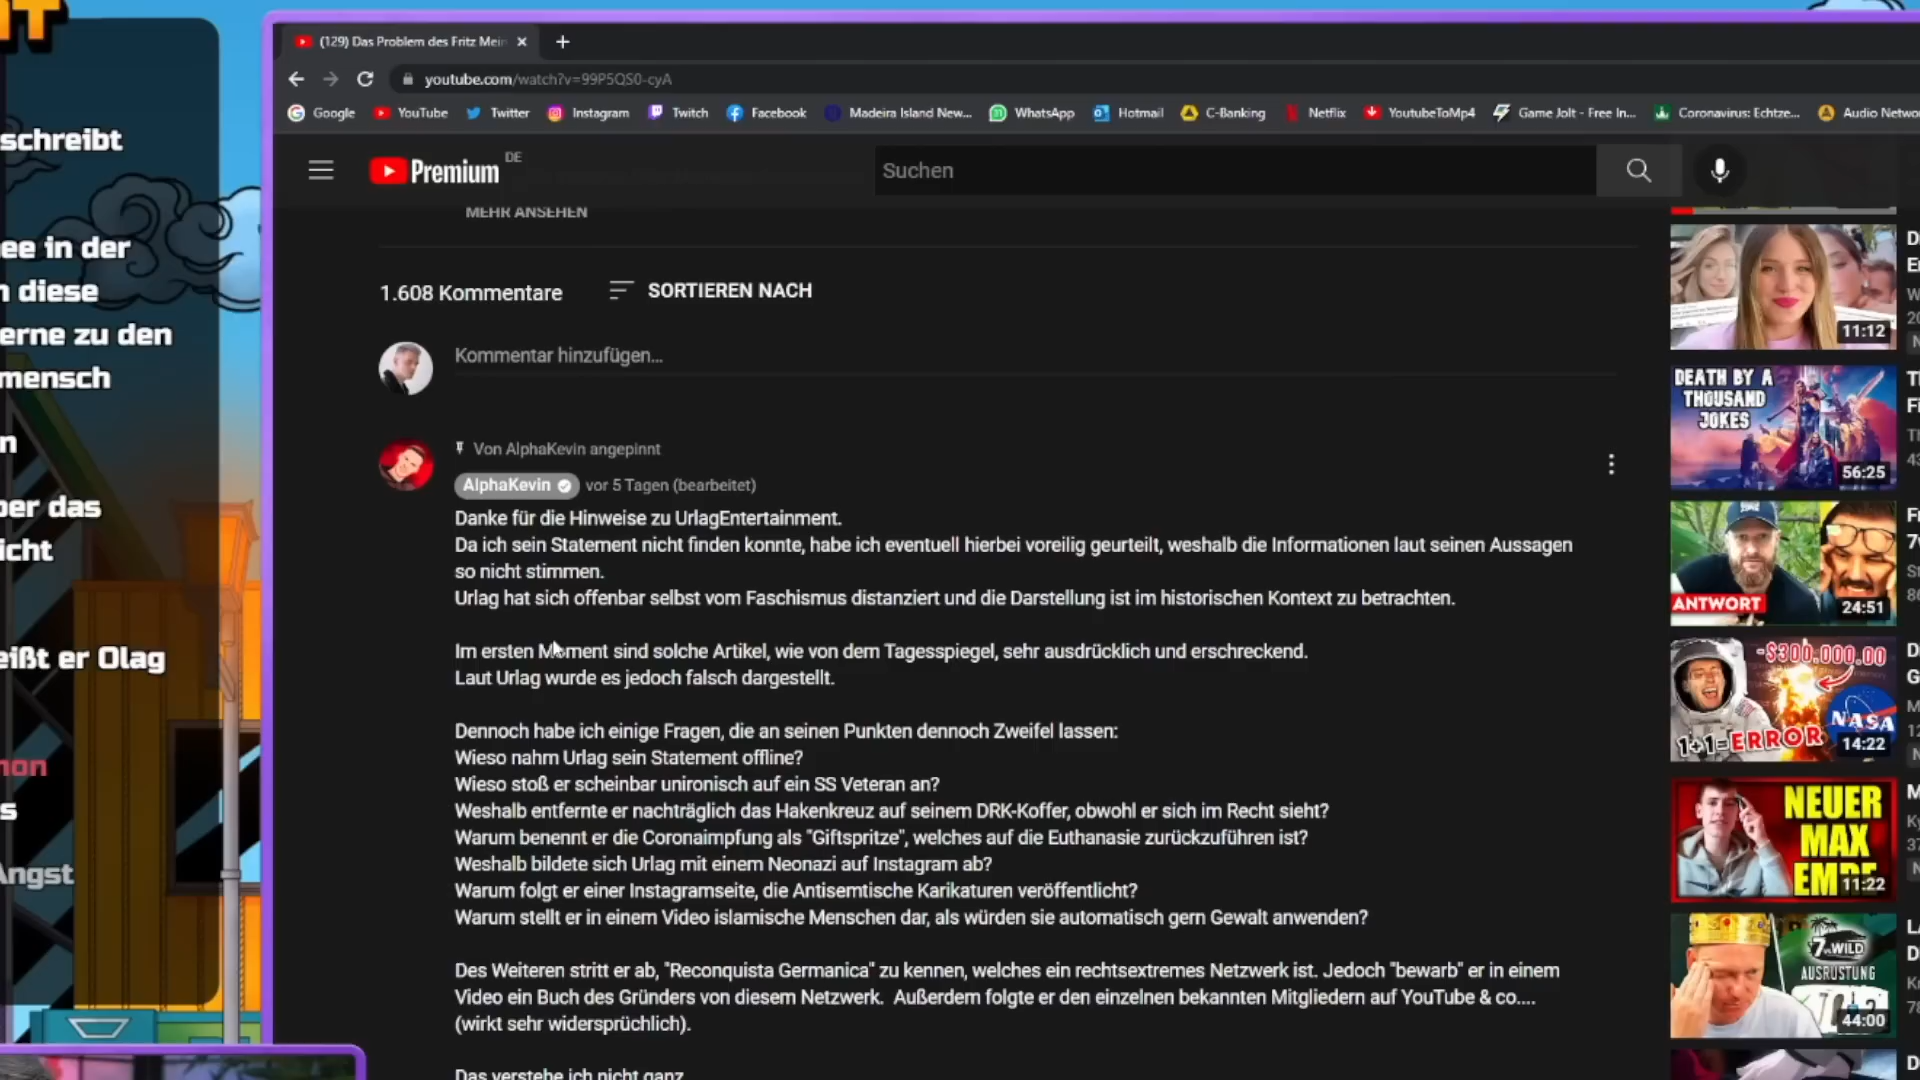 schreibt
ee in der
diese
erne zu den
mensch
n
per das
icht
eißt er Olag
non
s
Angst
(129) Das Problem des Fritz Mein
youtube.com/watch?v=99P5QS0-cyA
Google YouTube Twitter Instagram Twitch Facebook Madeira Island New... WhatsApp Hotmail C-Banking Netflix YoutubeToMp4 Game Jolt - Free In... Coronavirus: Echtze... Audio Netwo
Premium DE
Suchen
MEHR ANSEHEN
1.608 Kommentare SORTIEREN NACH
Kommentar hinzufügen...
Von AlphaKevin angepinnt
AlphaKevin vor 5 Tagen (bearbeitet)
Danke für die Hinweise zu UrlagEntertainment.
Da ich sein Statement nicht finden konnte, habe ich eventuell hierbei voreilig geurteilt, weshalb die Informationen laut seinen Aussagen
so nicht stimmen.
Urlag hat sich offenbar selbst vom Faschismus distanziert und die Darstellung ist im historischen Kontext zu betrachten.
Im ersten Moment sind solche Artikel, wie von dem Tagesspiegel, sehr ausdrücklich und erschreckend.
Laut Urlag wurde es jedoch falsch dargestellt.
Dennoch habe ich einige Fragen, die an seinen Punkten dennoch Zweifel lassen:
Wieso nahm Urlag sein Statement offline?
Wieso stoß er scheinbar unironisch auf ein SS Veteran an?
Weshalb entfernte er nachträglich das Hakenkreuz auf seinem DRK-Koffer, obwohl er sich im Recht sieht?
Warum benennt er die Coronaimpfung als "Giftspritze", welches auf die Euthanasie zurückzuführen ist?
Weshalb bildete sich Urlag mit einem Neonazi auf Instagram ab?
Warum folgt er einer Instagramseite, die Antisemtische Karikaturen veröffentlicht?
Warum stellt er in einem Video islamische Menschen dar, als würden sie automatisch gern Gewalt anwenden?
Des Weiteren stritt er ab, "Reconquista Germanica" zu kennen, welches ein rechtsextremes Netzwerk ist. Jedoch "bewarb" er in einem
Video ein Buch des Gründers von diesem Netzwerk. Außerdem folgte er den einzelnen bekannten Mitgliedern auf YouTube & co....
(wirkt sehr widersprüchlich).
Das verstehe ich nicht ganz
11:12
DEATH BY A
THOUSAND
JOKES
56:25
ANTWORT
24:51
-$300,000.00
NASA
1+1=ERROR
14:22
NEUER
MAX
11:22
7 vs. WILD
AUSRÜSTUNG
44:00